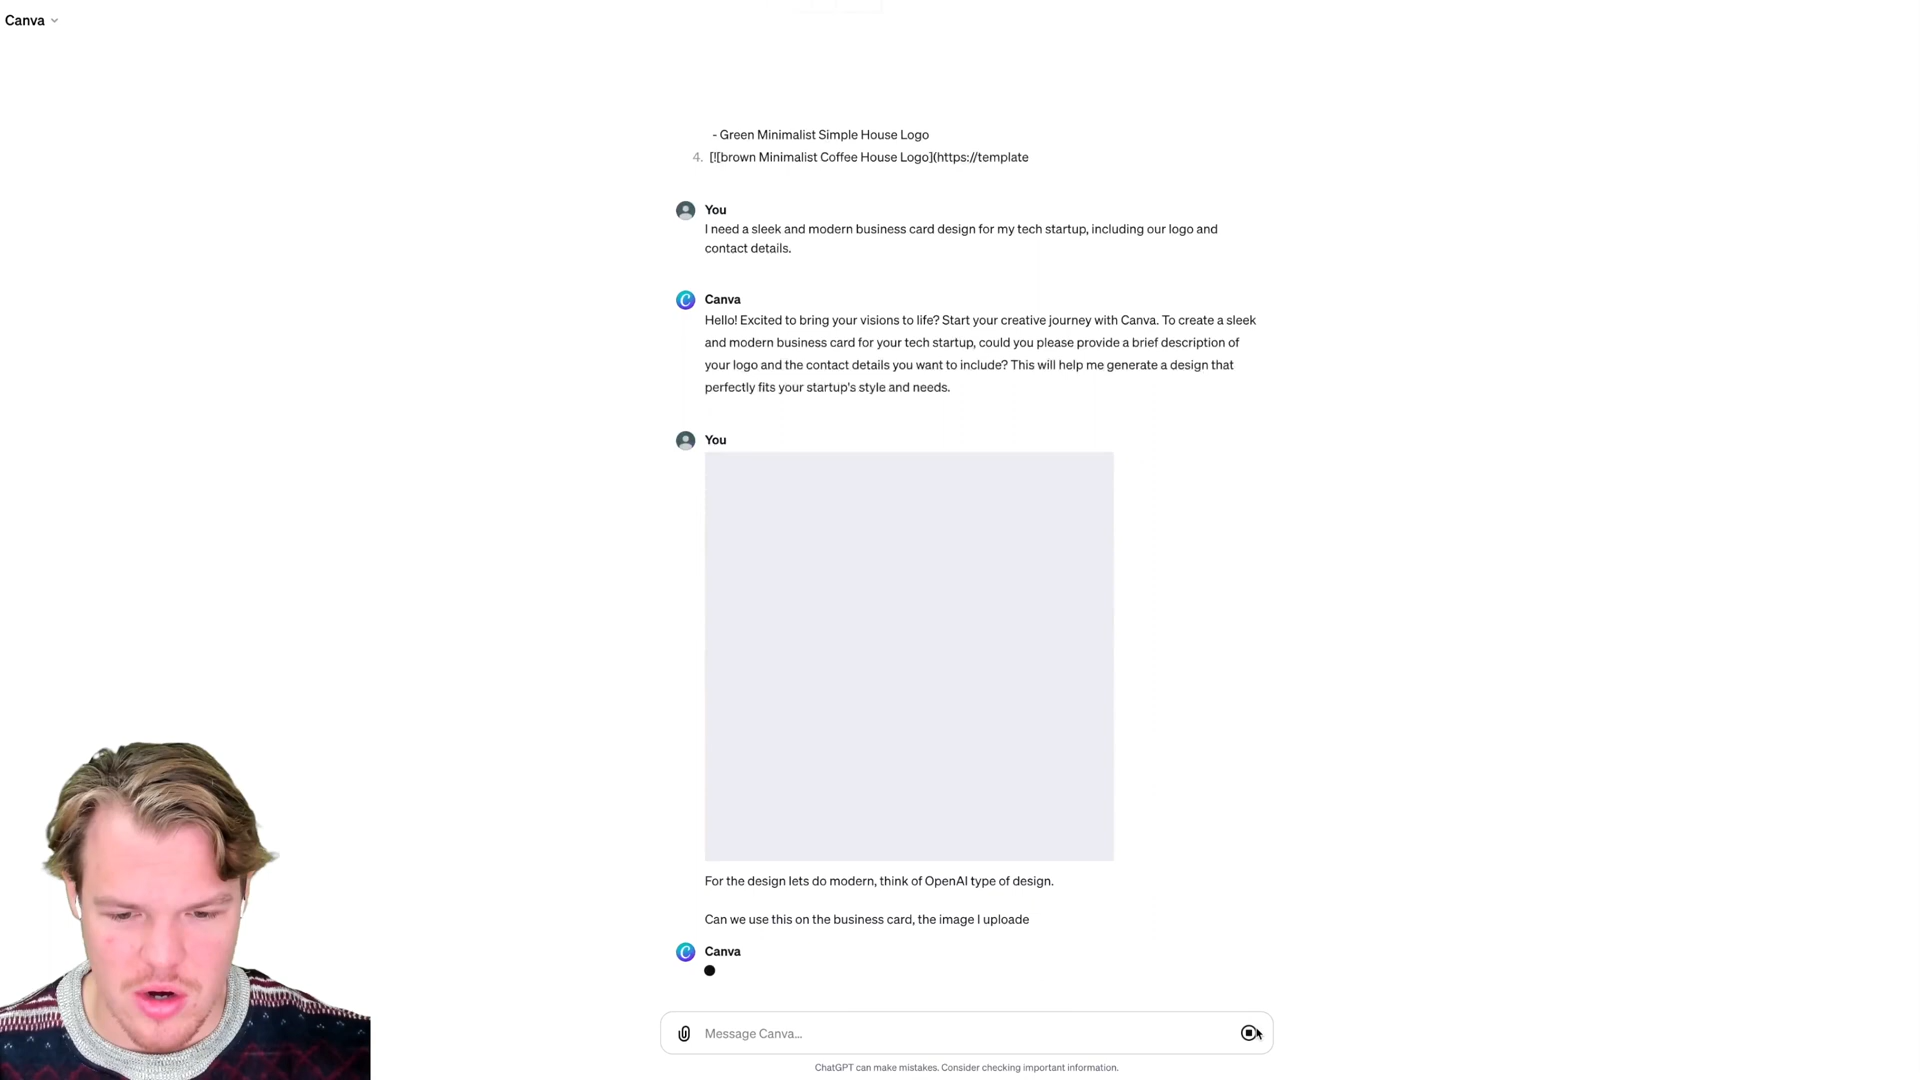 Canva
- Green Minimalist Simple House Logo
4. [![brown Minimalist Coffee House Logo](https://template
You
I need a sleek and modern business card design for my tech startup, including our logo and
contact details.
Canva
Hello! Excited to bring your visions to life? Start your creative journey with Canva. To create a sleek
and modern business card for your tech startup, could you please provide a brief description of
your logo and the contact details you want to include? This will help me generate a design that
perfectly fits your startup's style and needs.
You
For the design lets do modern, think of OpenAI type of design.
Can we use this on the business card, the image I uploade
Canva
Message Canva...
ChatGPT can make mistakes. Consider checking important information.